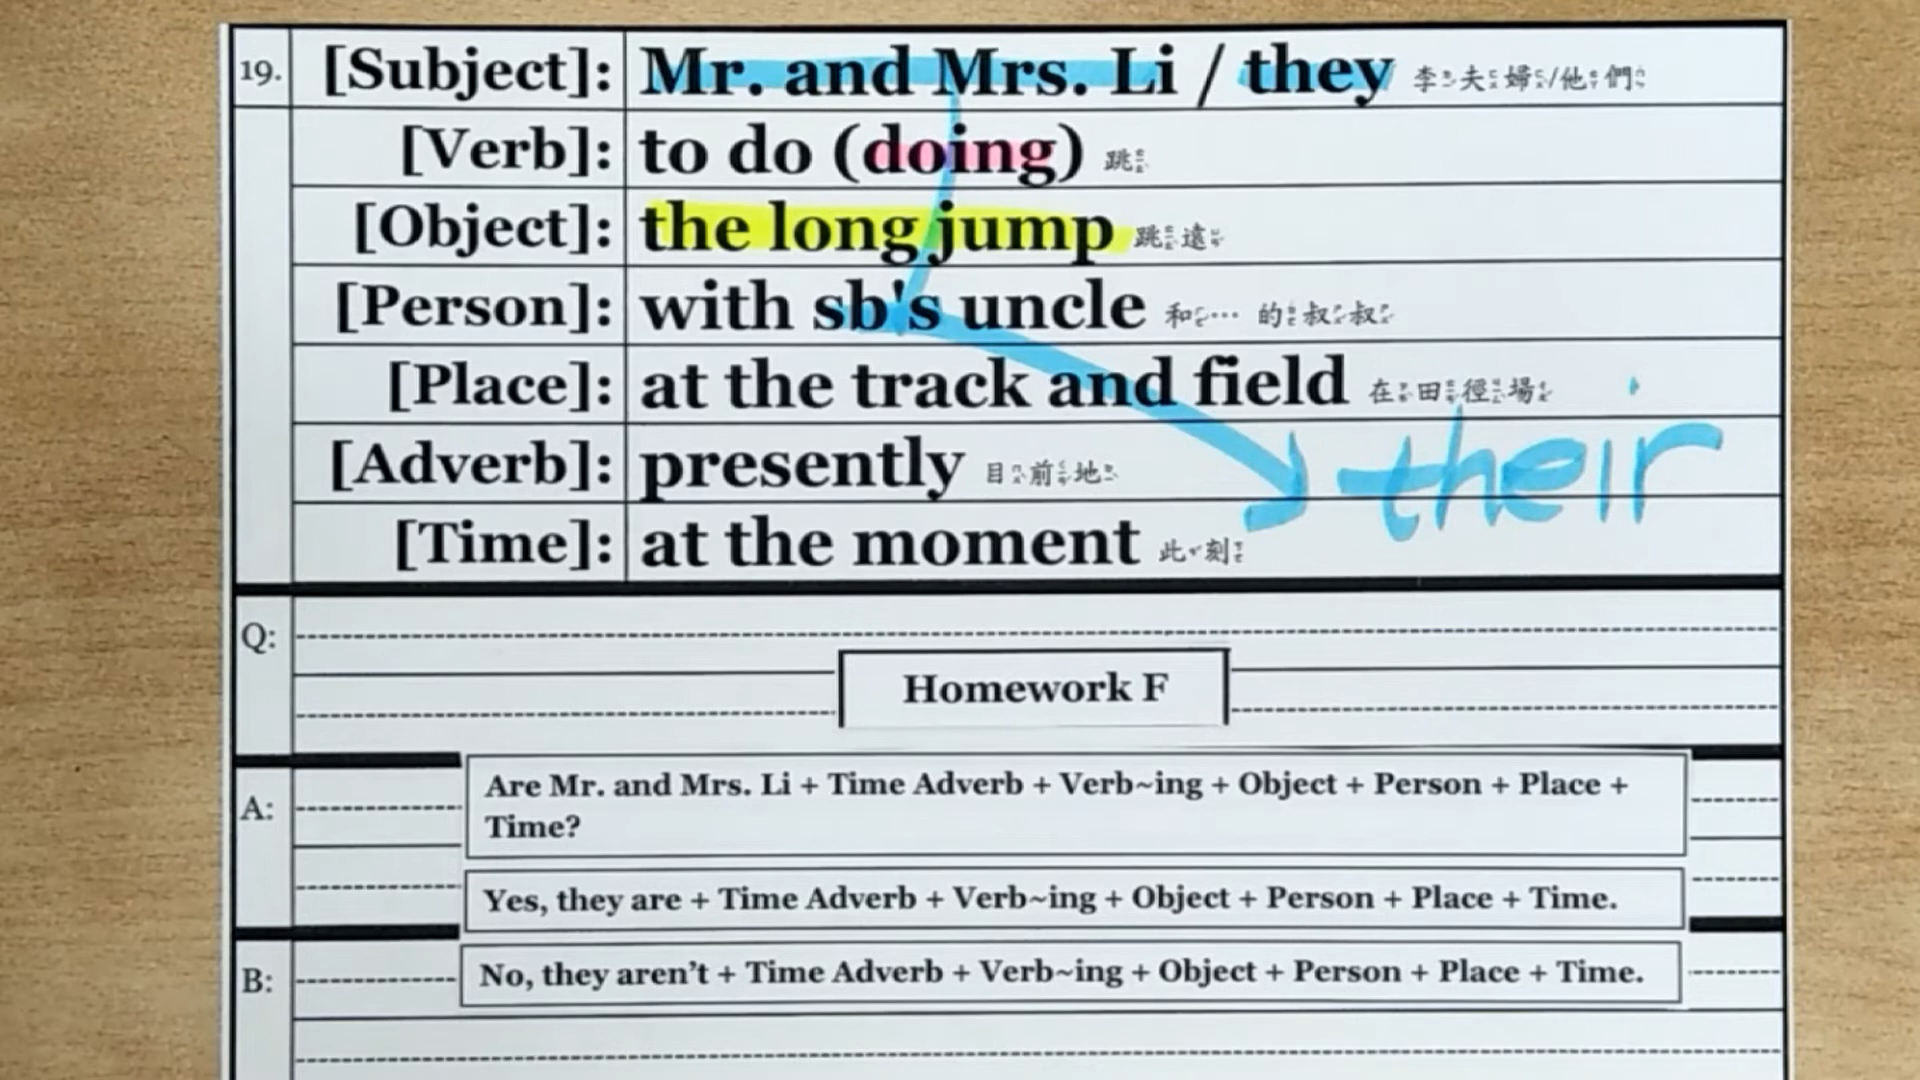 19. [Subject]: Mr. and Mrs. Li / they 李夫婦/他們
[Verb]: to do (doing) 跳
[Object]: the long jump 跳遠
[Person]: with sb's uncle 和… 的叔叔
[Place]: at the track and field 在田徑場
[Adverb]: presently 目前地
their
[Time]: at the moment 此刻
Q:
Homework F
A:
Are Mr. and Mrs. Li + Time Adverb + Verb~ing + Object + Person + Place +
Time?
Yes, they are + Time Adverb + Verb~ing + Object + Person + Place + Time.
B:
No, they aren’t + Time Adverb + Verb~ing + Object + Person + Place + Time.